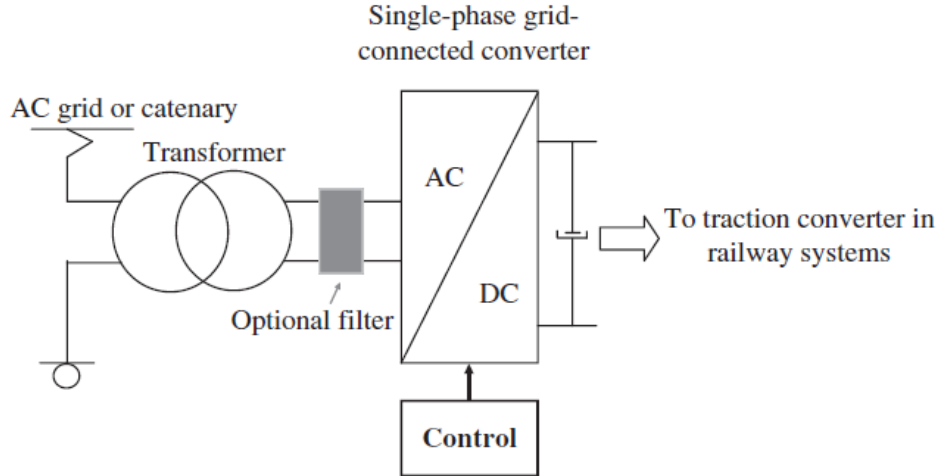 Single-phase grid-
connected converter
AC grid or catenary
Transformer
AC
To traction converter in
railway systems
DC
Optional filter
Control